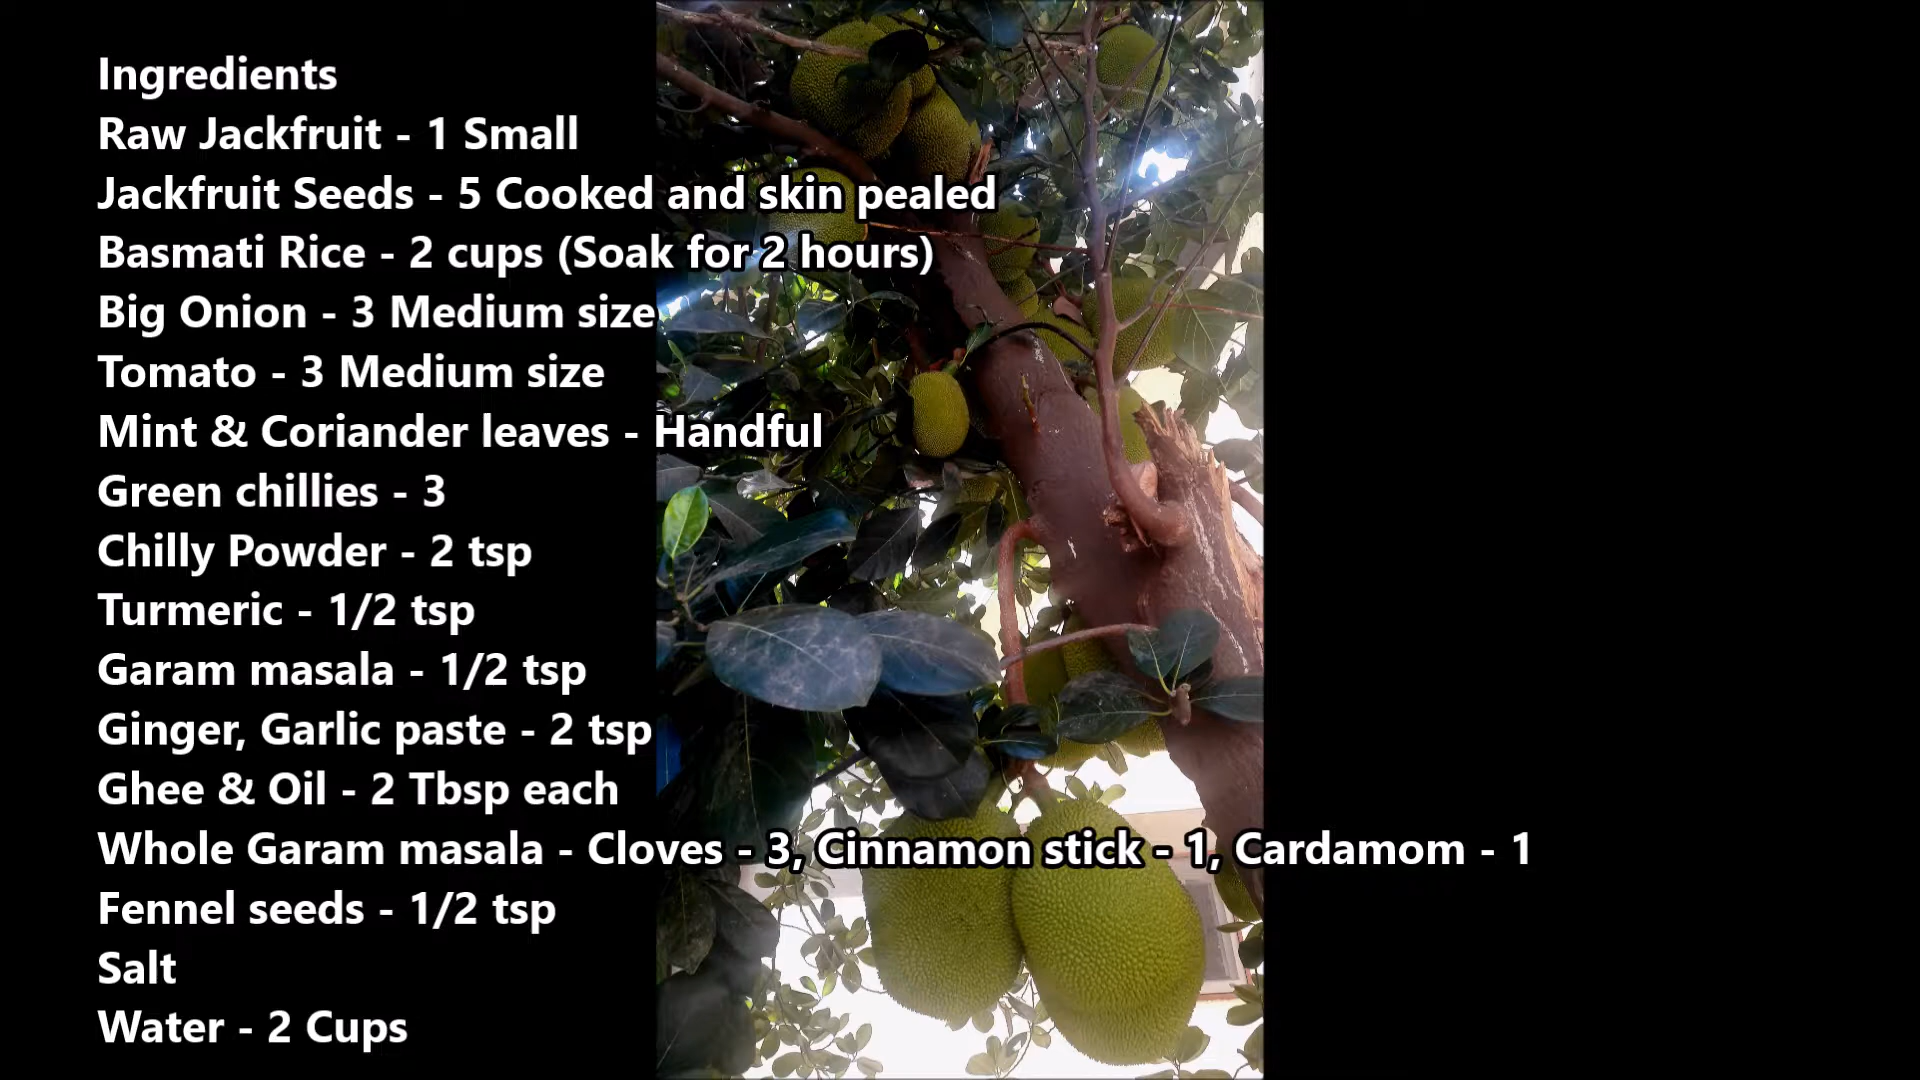 Ingredients
Raw Jackfruit - 1 Small
Jackfruit Seeds - 5 Cooked and skin pealed
Basmati Rice - 2 cups (Soak for 2 hours)
Big Onion - 3 Medium size
Tomato - 3 Medium size
Mint & Coriander leaves - Handful
Green chillies - 3
Chilly Powder - 2 tsp
Turmeric - 1/2 tsp
Garam masala - 1/2 tsp
Ginger, Garlic paste - 2 tsp
Ghee & Oil - 2 Tbsp each
Whole Garam masala - Cloves - 3, Cinnamon stick - 1, Cardamom - 1
Fennel seeds - 1/2 tsp
Salt
Water - 2 Cups